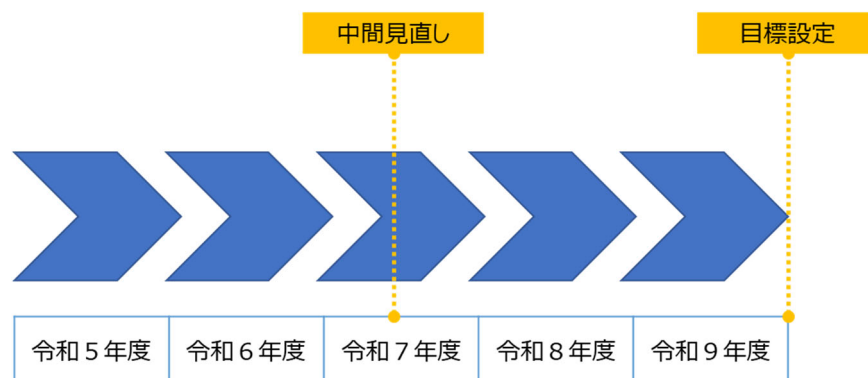 中間見直し
目標設定
令和５年度
令和６年度
令和７年度
令和８年度
令和９年度